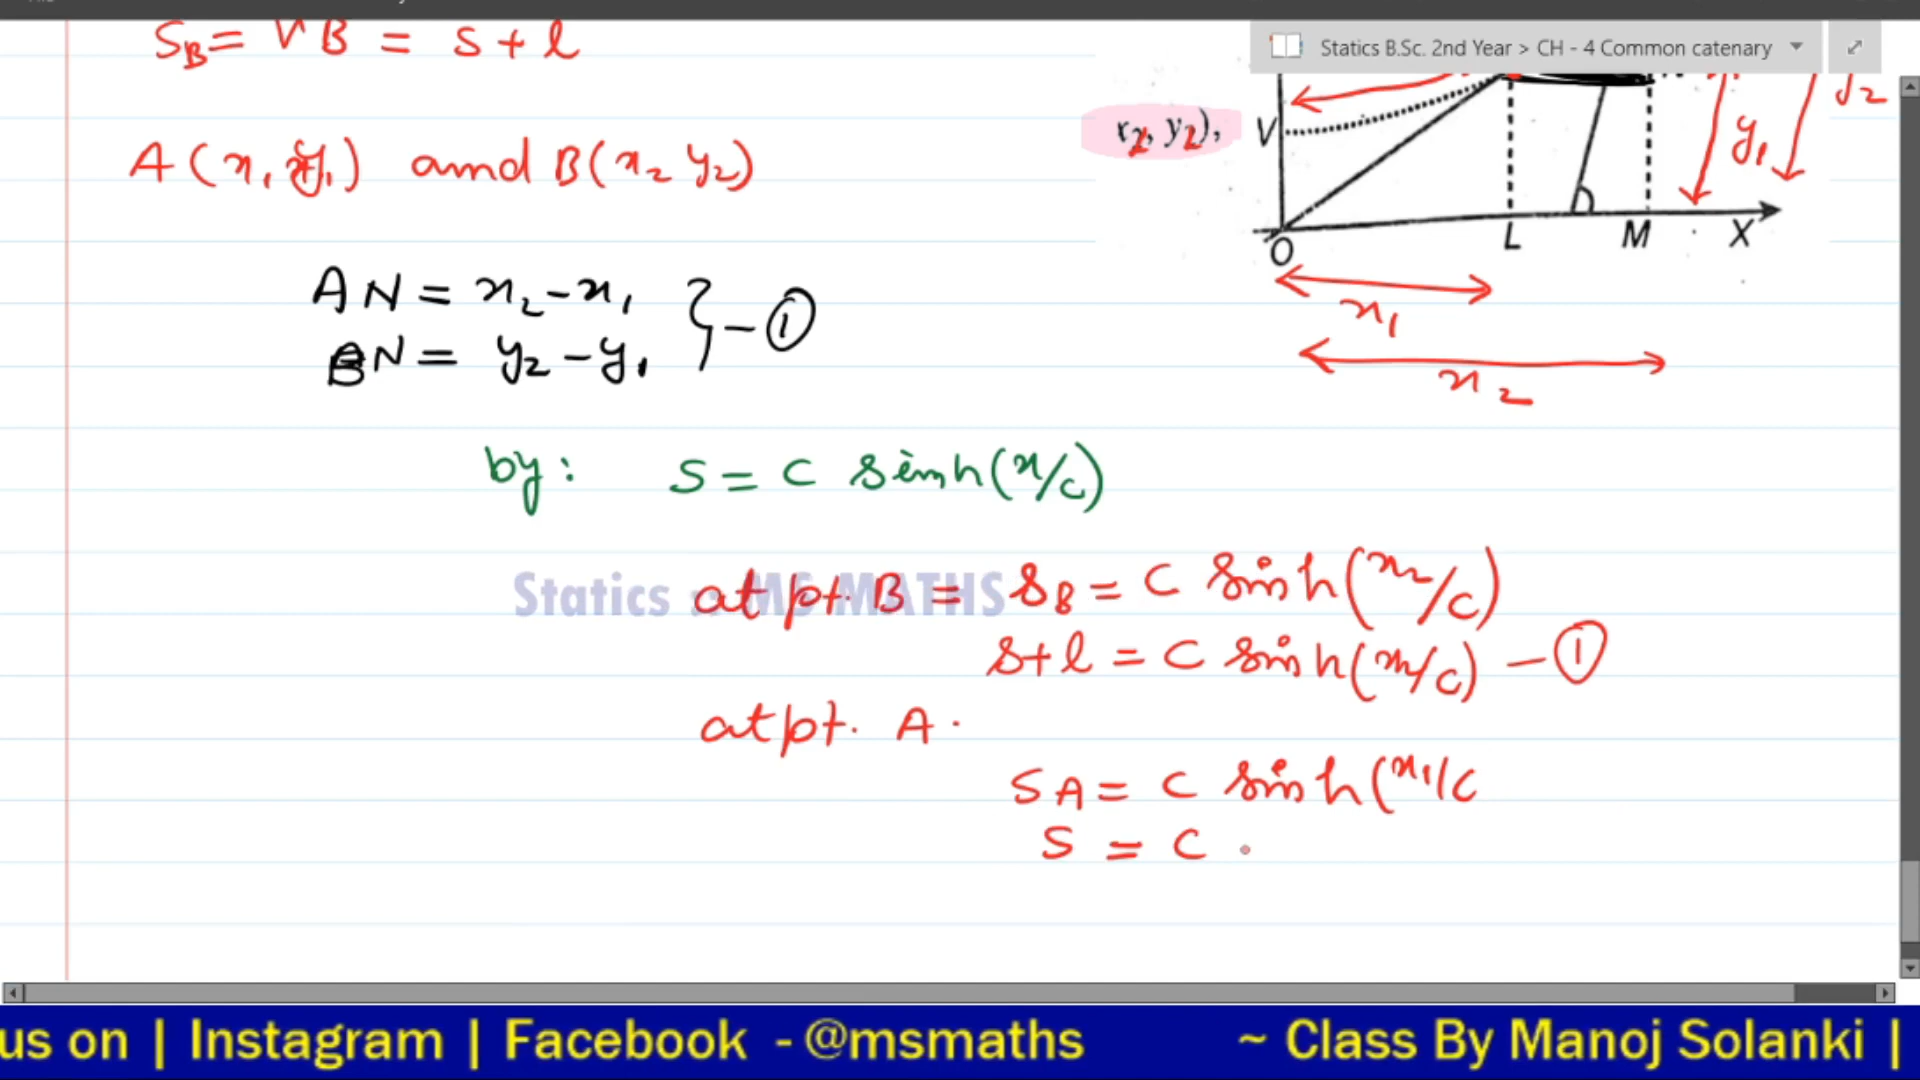 S_B = VB = s + l
Statics B.Sc. 2nd Year > CH - 4 Common catenary
y₂
x₂, y₂),
V
y₁
A(x₁ y₁) and B(x₂ y₂)
O L M X
AN = x₂ - x₁
BN = y₂ - y₁ } - ①
x₁
x₂
by: S = C sinh(x/c)
Statics : MS MATHS
at pt. B = s_B = C sinh(x₂/c)
s + l = C sinh(x₂/c) - ①
at pt. A.
S_A = C sinh(x₁/c
S = C
us on | Instagram | Facebook - @msmaths ~ Class By Manoj Solanki |